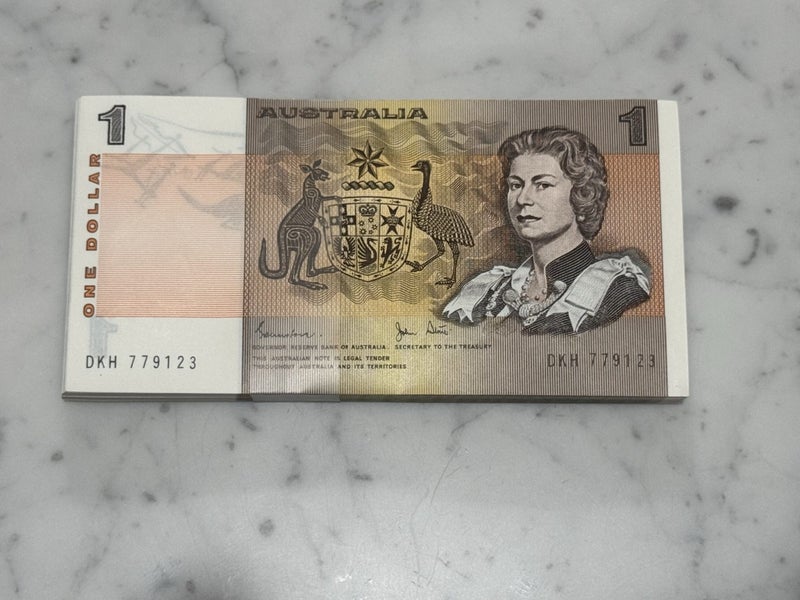 1
AUSTRALIA
1
ONE DOLLAR
GOVERNOR RESERVE BANK OF AUSTRALIA. SECRETARY TO THE TREASURY
THIS AUSTRALIAN NOTE IS LEGAL TENDER
THROUGHOUT AUSTRALIA AND ITS TERRITORIES
DKH 779123
DKH 779123